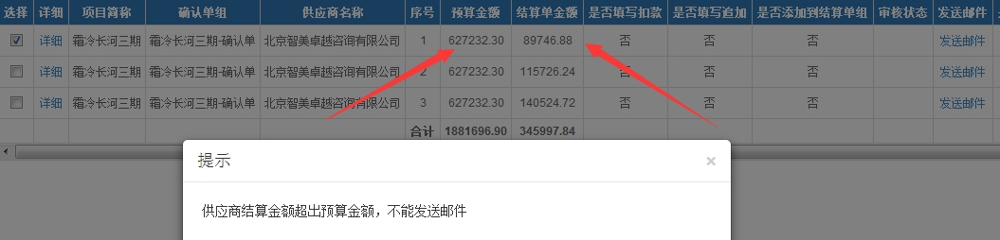 选择 详细 项目简称 确认单组 供应商名称 序号 预算金额 结算单金额 是否填写扣款 是否填写追加 是否添加到结算单组 审核状态 发送邮件
详细 霜冷长河三期 霜冷长河三期-确认单 北京智美卓越咨询有限公司 1 627232.30 89746.88 否 否 否 发送邮件
详细 霜冷长河三期 霜冷长河三期-确认单 北京智美卓越咨询有限公司 2 627232.30 115726.24 否 否 否 发送邮件
详细 霜冷长河三期 霜冷长河三期-确认单 北京智美卓越咨询有限公司 3 627232.30 140524.72 否 否 否 发送邮件
合计 1881696.90 345997.84
提示 ×
供应商结算金额超出预算金额，不能发送邮件